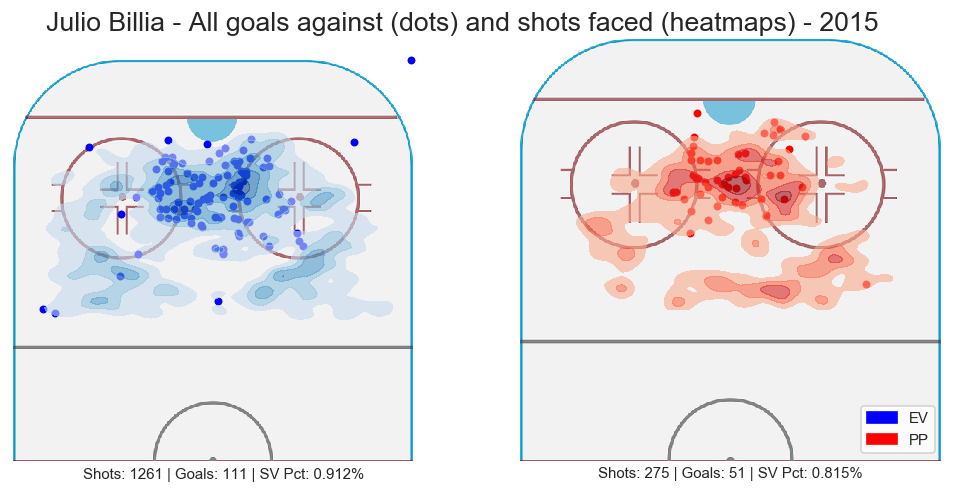 Julio Billia - All goals against (dots) and shots faced (heatmaps) - 2015
EV
PP
Shots: 1261 | Goals: 111 | SV Pct: 0.912%
Shots: 275 | Goals: 51 | SV Pct: 0.815%